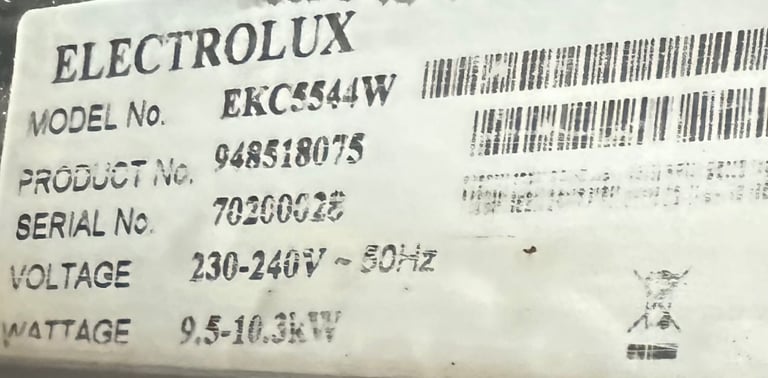 ELECTROLUX
MODEL No. EKC5544W
PRODUCT No. 948518075
SERIAL No. 70200028
VOLTAGE 230-240V ~ 50Hz
WATTAGE 9.5-10.3kW